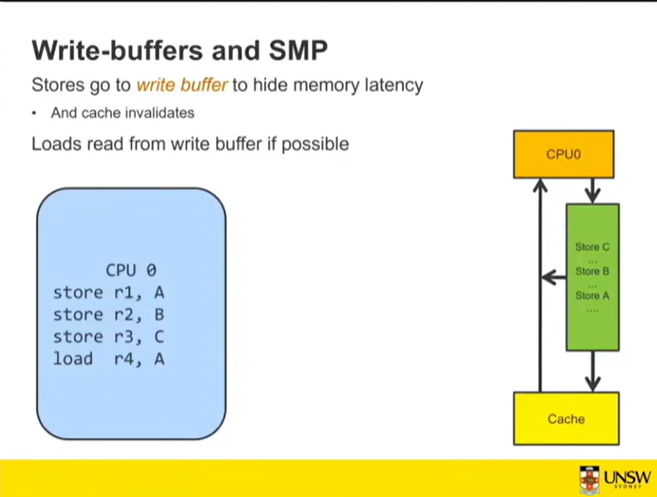 Write-buffers and SMP
Stores go to write buffer to hide memory latency
• And cache invalidates
Loads read from write buffer if possible
CPU 0
store r1, A
store r2, B
store r3, C
load r4, A
CPU0
Store C
...
Store B
...
Store A
....
Cache
UNSW
SYDNEY